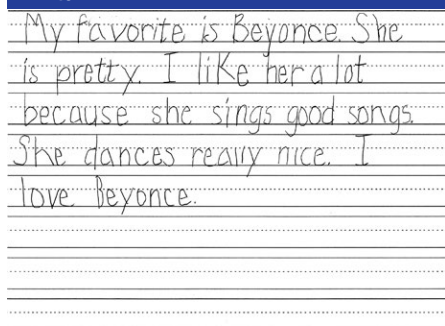 My favorite is Beyonce. She
is pretty. I like her a lot
because she sings good songs.
She dances really nice. I
love Beyonce.